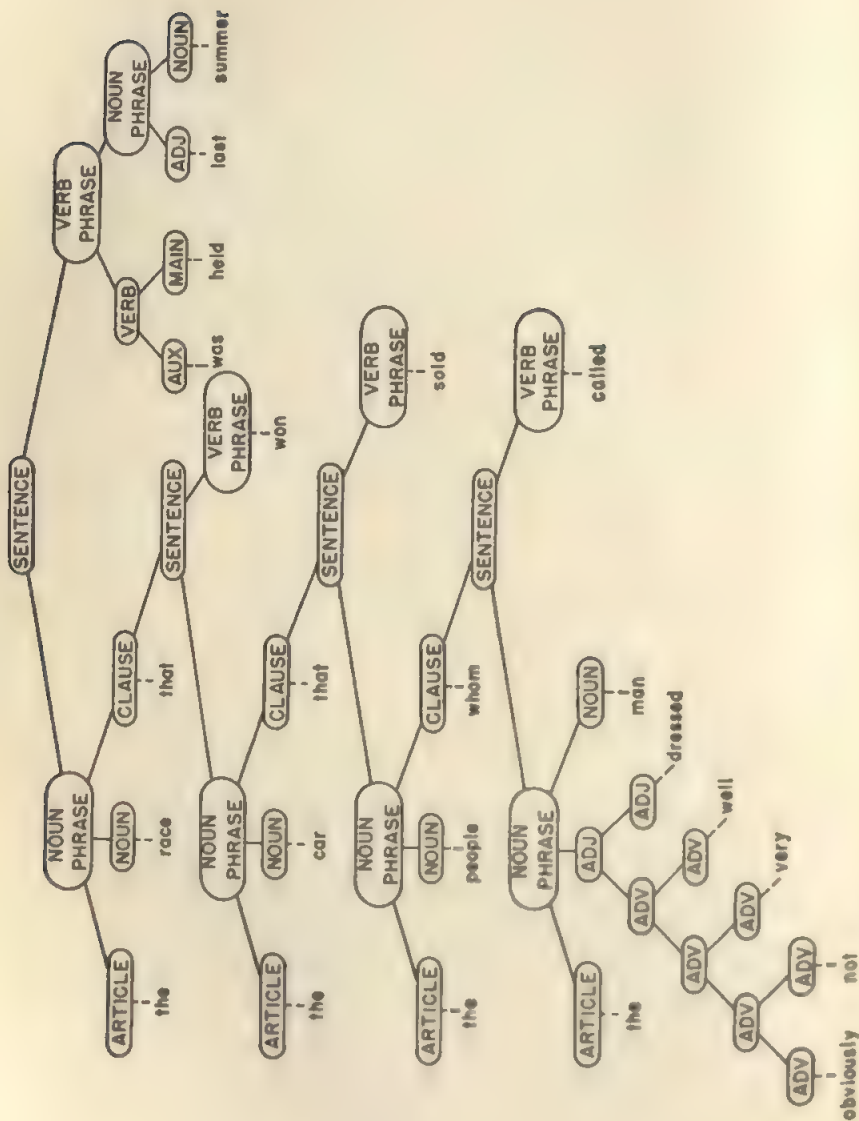 SENTENCE
NOUN PHRASE
VERB PHRASE
ARTICLE
NOUN
CLAUSE
VERB
NOUN PHRASE
the
race
that
SENTENCE
AUX
MAIN
ADJ
NOUN
was
held
last
summer
NOUN PHRASE
VERB PHRASE
ARTICLE
NOUN
CLAUSE
won
the
car
that
SENTENCE
NOUN PHRASE
VERB PHRASE
ARTICLE
NOUN
CLAUSE
sold
the
people
whom
SENTENCE
NOUN PHRASE
VERB PHRASE
ARTICLE
ADJ
NOUN
called
the
man
ADV
ADJ
dressed
ADV
ADV
well
ADV
ADV
very
ADV
ADV
obviously
not